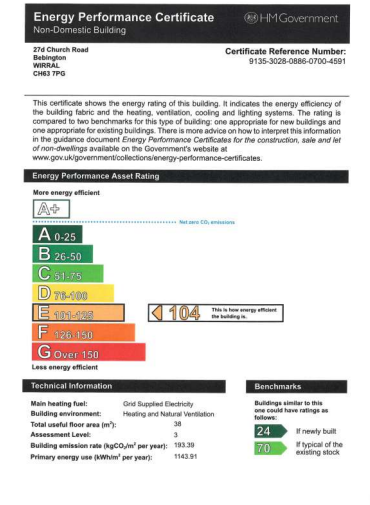 Energy Performance Certificate
Non-Domestic Building
HM Government
27d Church Road
Bebington
WIRRAL
CH63 7PG
Certificate Reference Number:
9135-3028-0886-0700-4591
This certificate shows the energy rating of this building. It indicates the energy efficiency of
the building fabric and the heating, ventilation, cooling and lighting systems. The rating is
compared to two benchmarks for this type of building: one appropriate for new buildings and
one appropriate for existing buildings. There is more advice on how to interpret this information
in the guidance document Energy Performance Certificates for the construction, sale and let
of non-dwellings available on the Government's website at
www.gov.uk/government/collections/energy-performance-certificates.
Energy Performance Asset Rating
More energy efficient
A+
Net zero CO₂ emissions
A 0-25
B 26-50
C 51-75
D 76-100
E 101-125
104
This is how energy efficient
the building is.
F 126-150
G Over 150
Less energy efficient
Technical Information
Main heating fuel: Grid Supplied Electricity
Building environment: Heating and Natural Ventilation
Total useful floor area (m²): 38
Assessment Level: 3
Building emission rate (kgCO₂/m² per year): 193.39
Primary energy use (kWh/m² per year): 1143.91
Benchmarks
Buildings similar to this
one could have ratings as
follows:
24 If newly built
70 If typical of the
existing stock